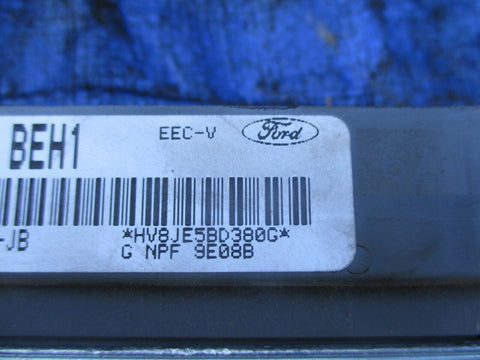 BEH1 EEC-V Ford
-JB *HV8JE5BD380G*
G NPF 9E08B